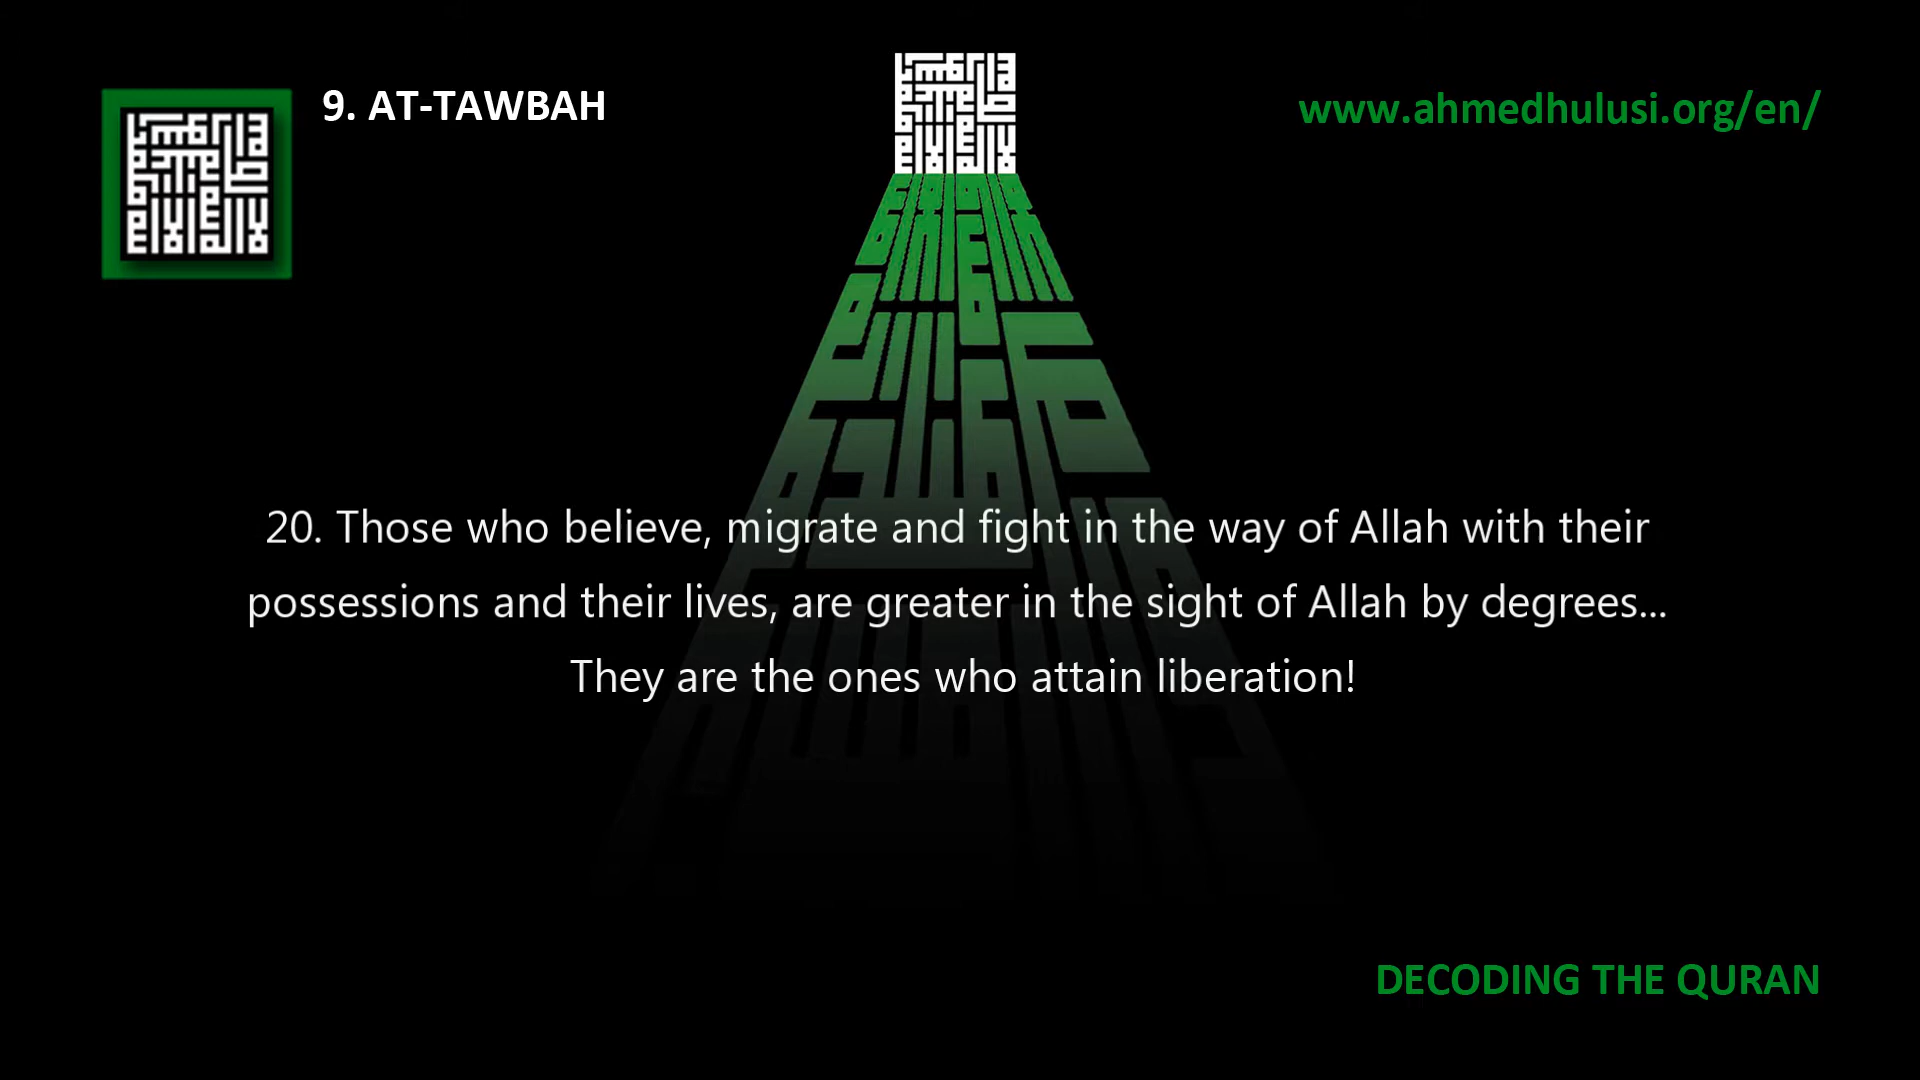 9. AT-TAWBAH
www.ahmedhulusi.org/en/
20. Those who believe, migrate and fight in the way of Allah with their
possessions and their lives, are greater in the sight of Allah by degrees...
They are the ones who attain liberation!
DECODING THE QURAN